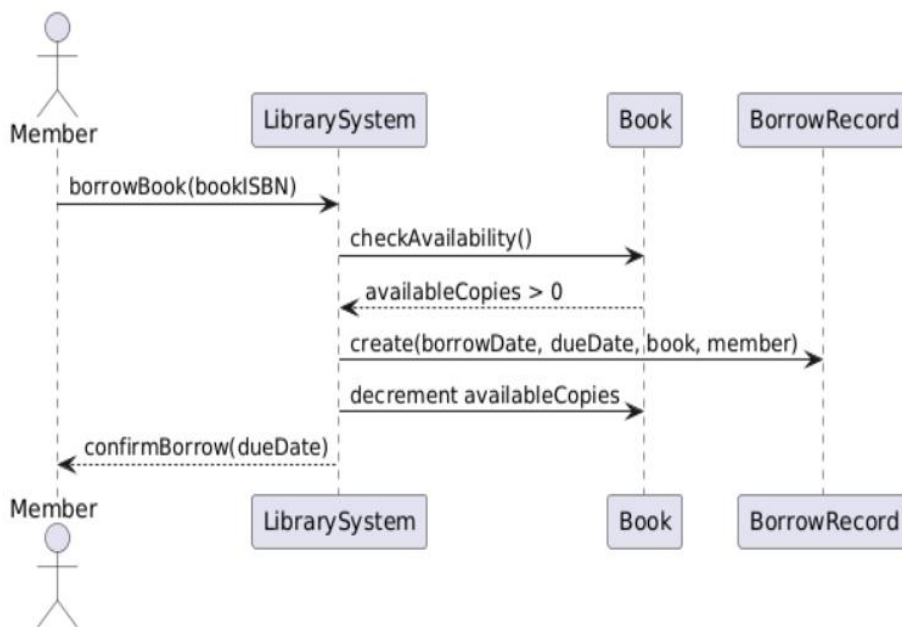 Member
LibrarySystem
Book
BorrowRecord
borrowBook(bookISBN)
checkAvailability()
availableCopies > 0
create(borrowDate, dueDate, book, member)
decrement availableCopies
confirmBorrow(dueDate)
Member
LibrarySystem
Book
BorrowRecord